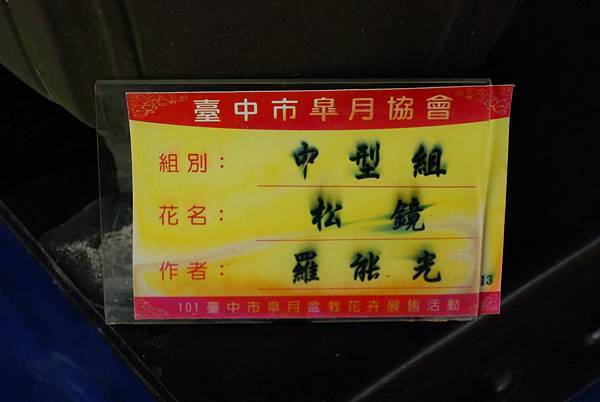 臺中市皐月協會
組別：中型組
花名：松鏡
作者：羅能光
13
101臺中市皐月盆栽花卉展售活動